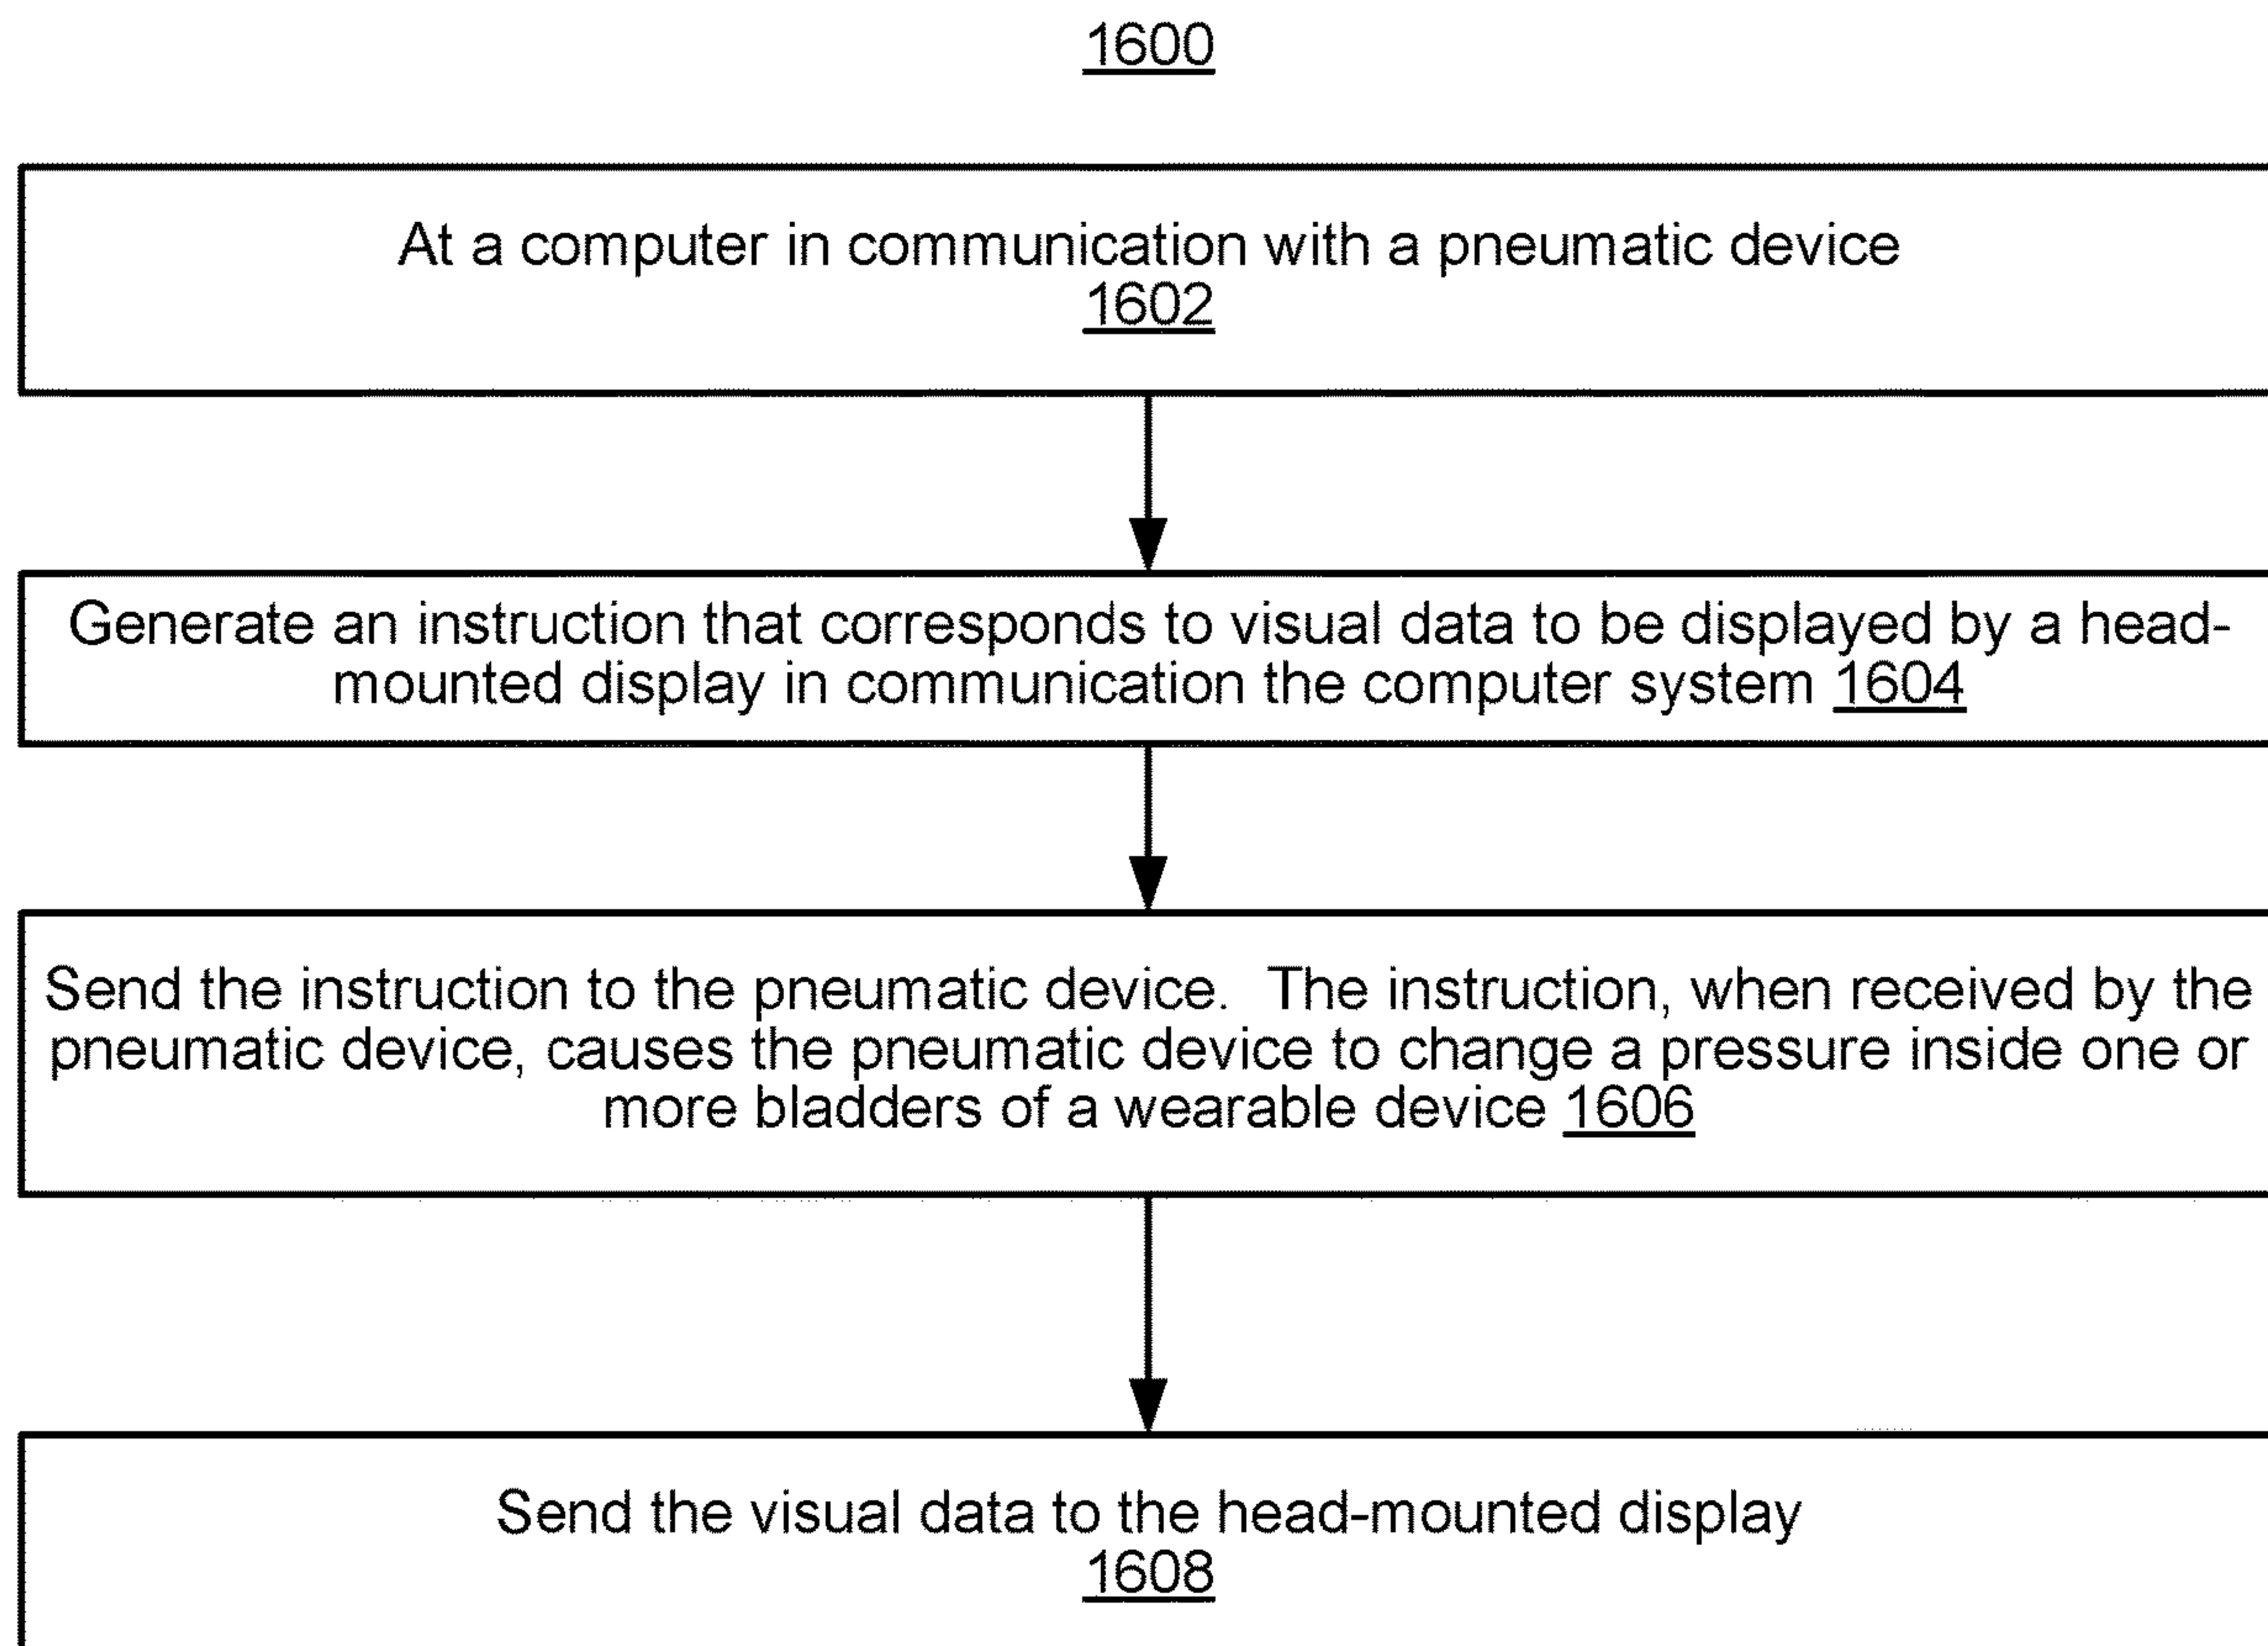 1600
At a computer in communication with a pneumatic device
1602
Generate an instruction that corresponds to visual data to be displayed by a head-
mounted display in communication the computer system 1604
Send the instruction to the pneumatic device.  The instruction, when received by the
pneumatic device, causes the pneumatic device to change a pressure inside one or
more bladders of a wearable device 1606
Send the visual data to the head-mounted display
1608